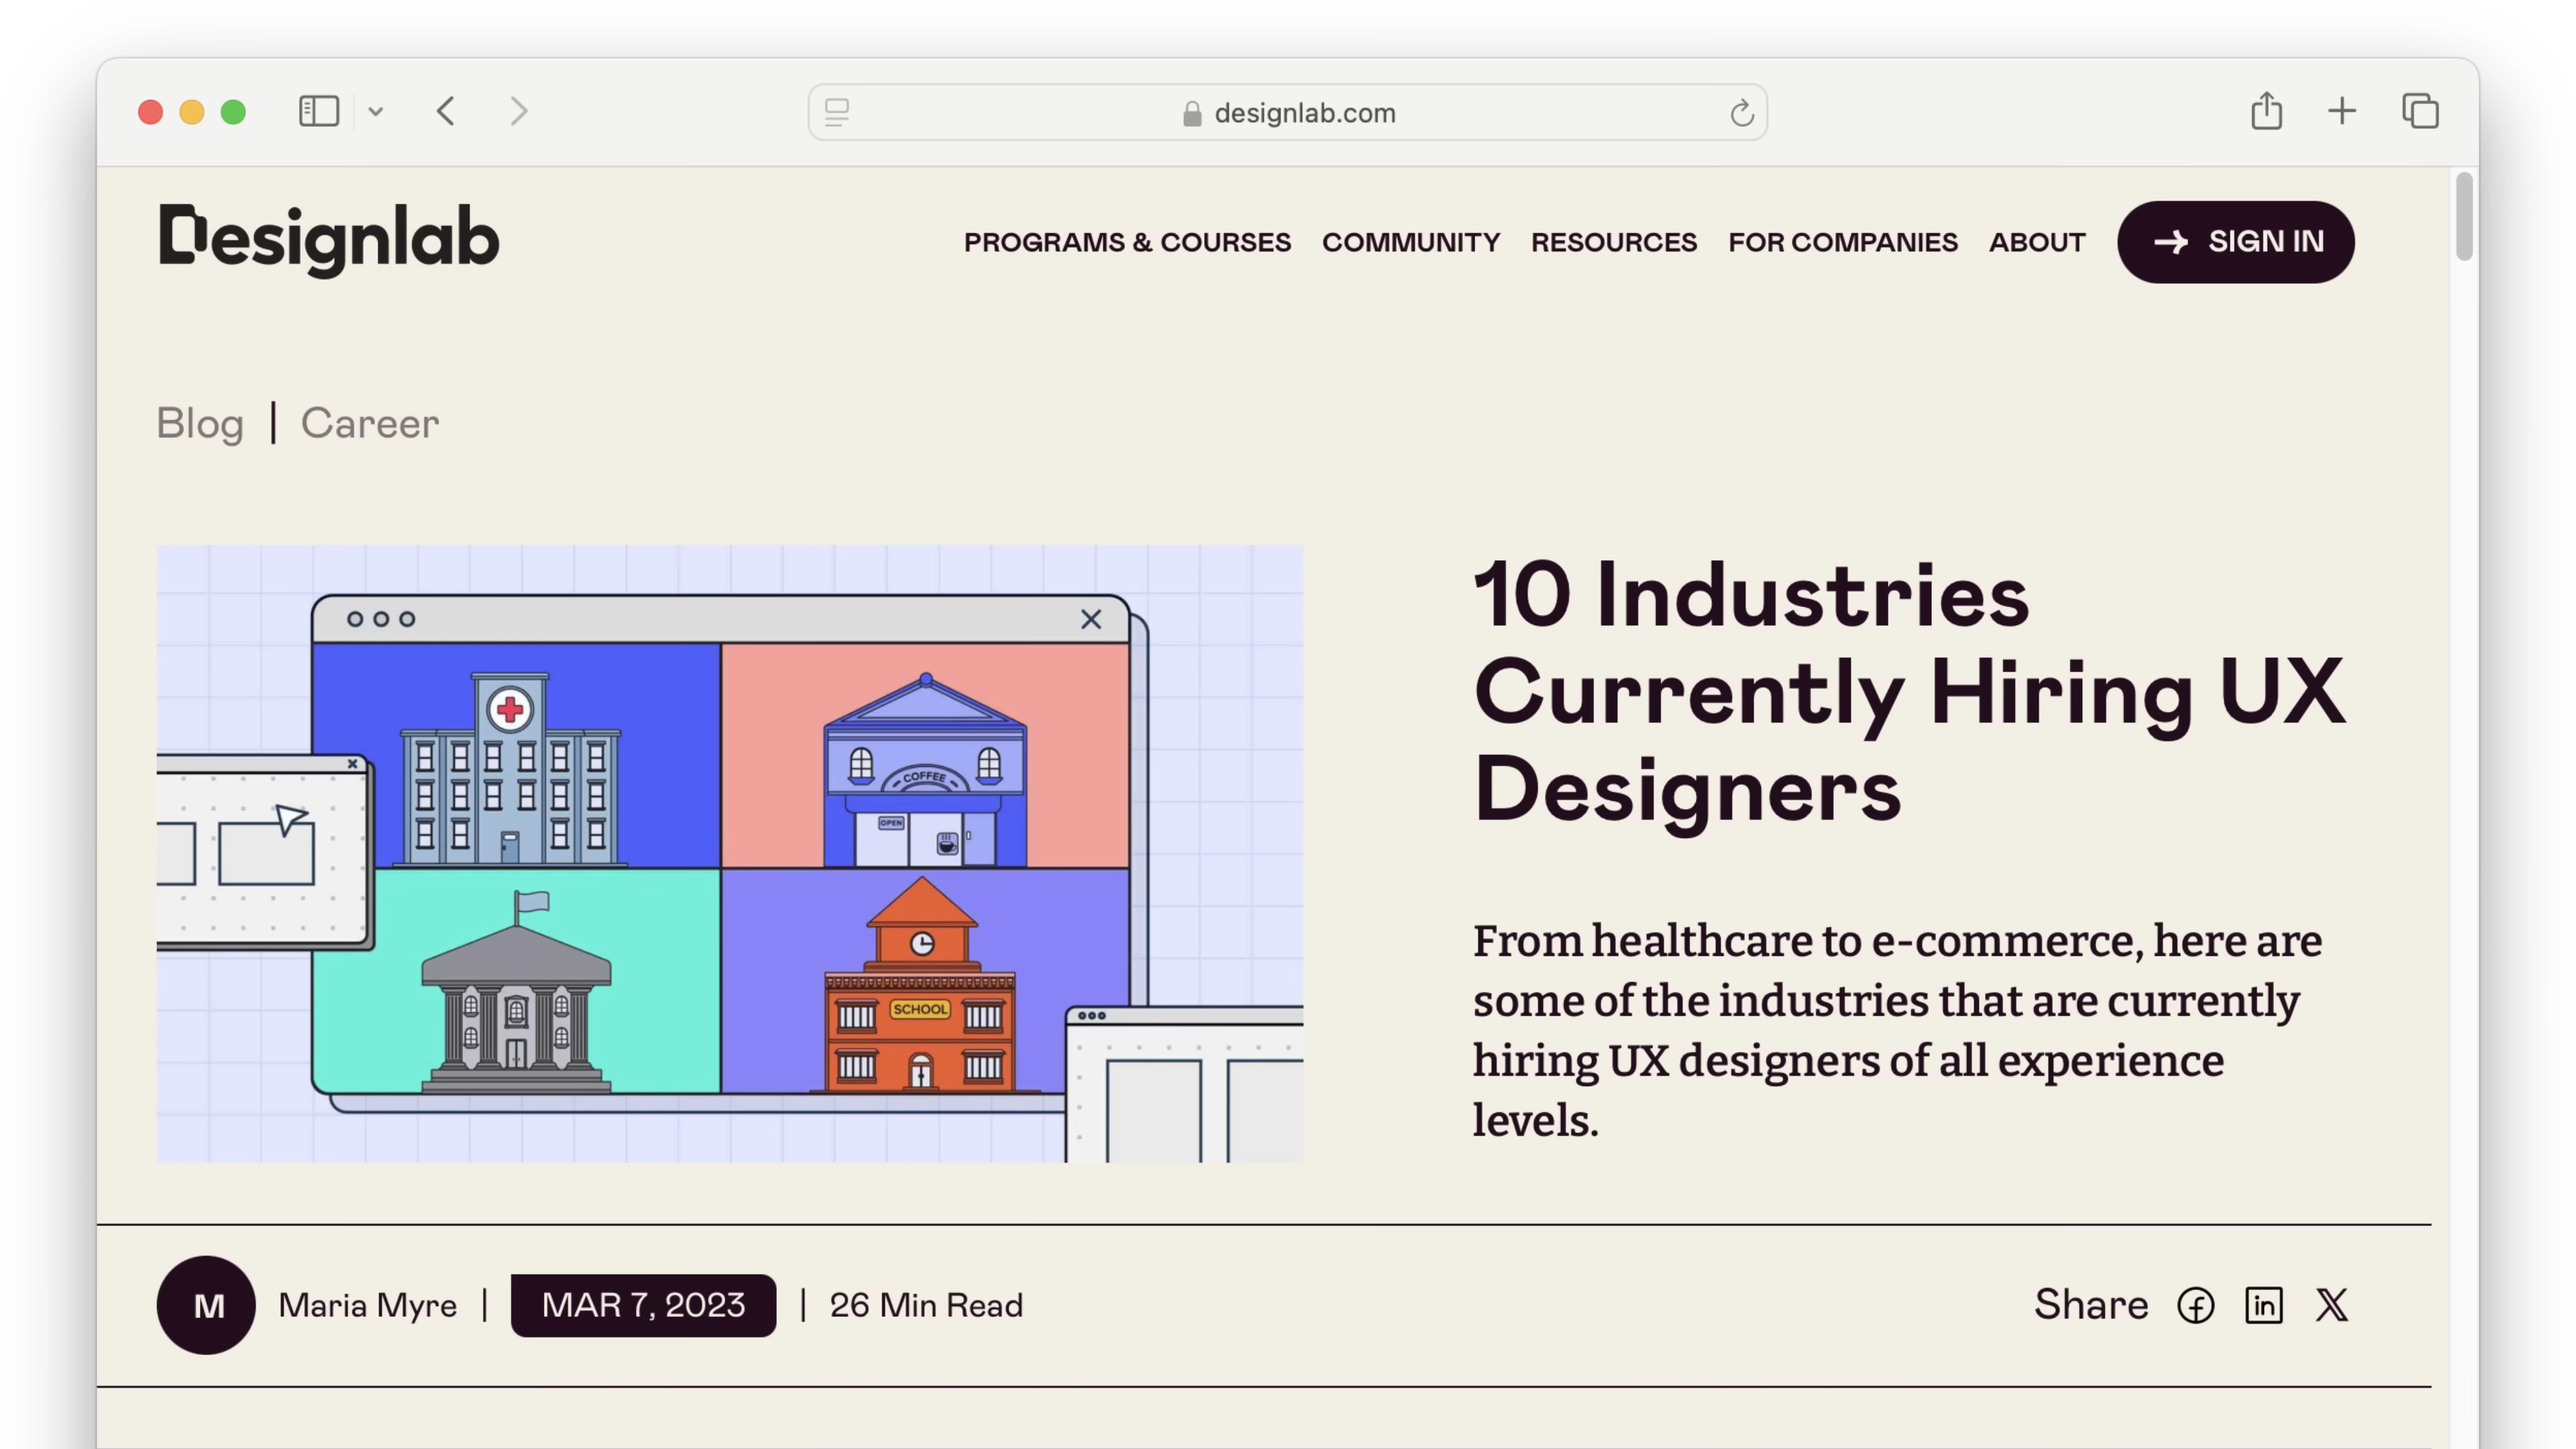 designlab.com
Designlab
PROGRAMS & COURSES COMMUNITY RESOURCES FOR COMPANIES ABOUT SIGN IN
Blog | Career
COFFEE
OPEN
SCHOOL
10 Industries
Currently Hiring UX
Designers
From healthcare to e-commerce, here are
some of the industries that are currently
hiring UX designers of all experience
levels.
M Maria Myre | MAR 7, 2023 | 26 Min Read
Share